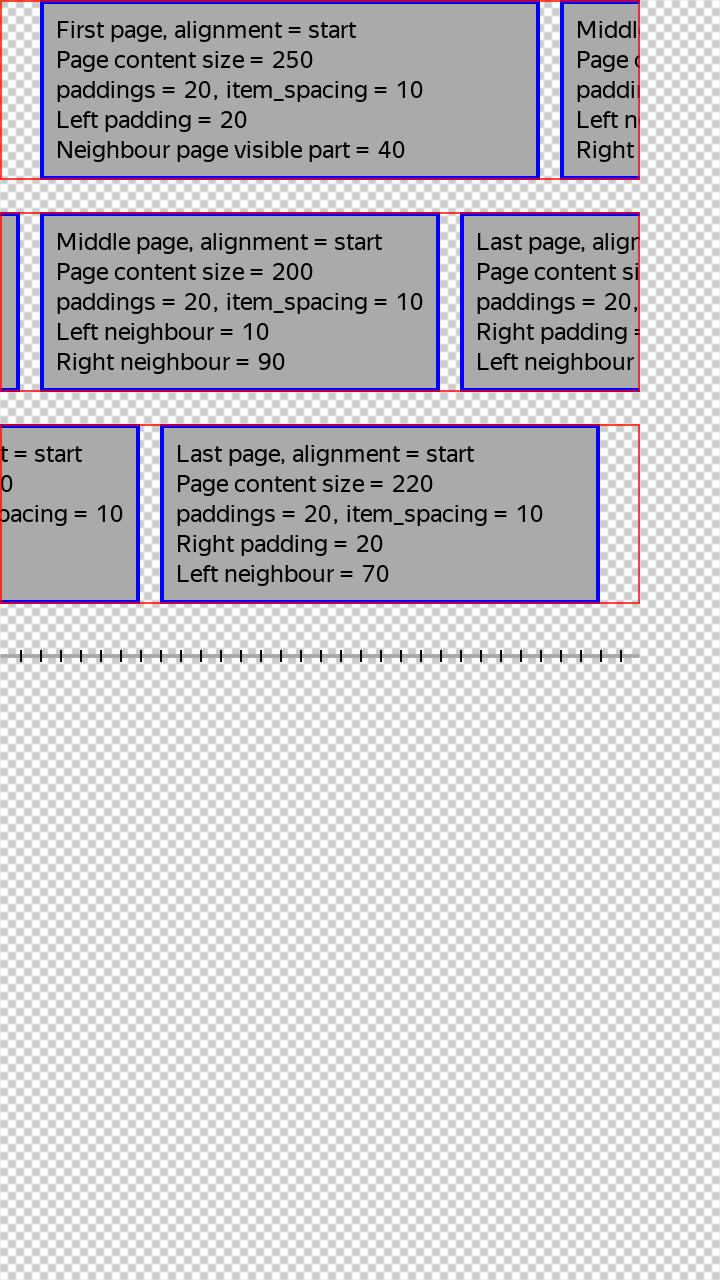 First page, alignment = start
Page content size = 250
paddings = 20, item_spacing = 10
Left padding = 20
Neighbour page visible part = 40
Middl
Page
paddi
Left n
Right
Middle page, alignment = start
Page content size = 200
paddings = 20, item_spacing = 10
Left neighbour = 10
Right neighbour = 90
Last page, align
Page content si
paddings = 20,
Right padding =
Left neighbour
t = start
0
pacing = 10
Last page, alignment = start
Page content size = 220
paddings = 20, item_spacing = 10
Right padding = 20
Left neighbour = 70